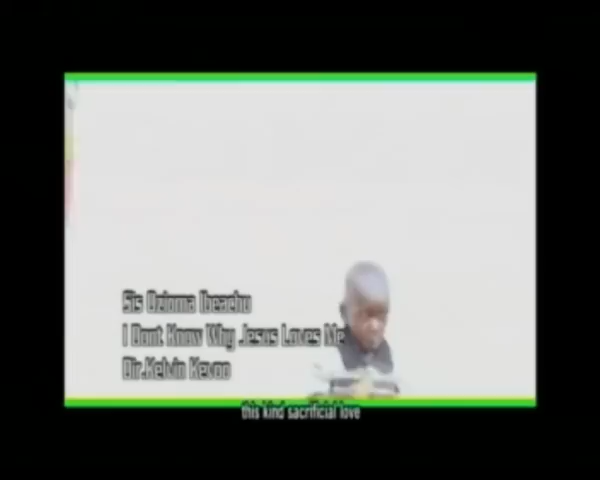 Sis Ozioma Ibeachu
I Dont Know Why Jesus Loves Me
Dir.Kelvin Kevoo
this kind sacrificial love